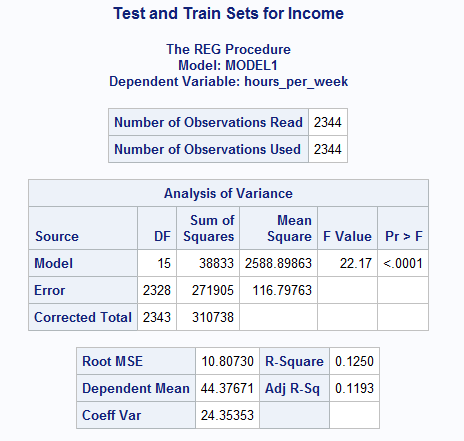 Test and Train Sets for Income
The REG Procedure
Model: MODEL1
Dependent Variable: hours_per_week
Number of Observations Read 2344
Number of Observations Used 2344
Analysis of Variance
Source DF Sum of Squares Mean Square F Value Pr > F
Model 15 38833 2588.89863 22.17 <.0001
Error 2328 271905 116.79763
Corrected Total 2343 310738
Root MSE 10.80730 R-Square 0.1250
Dependent Mean 44.37671 Adj R-Sq 0.1193
Coeff Var 24.35353